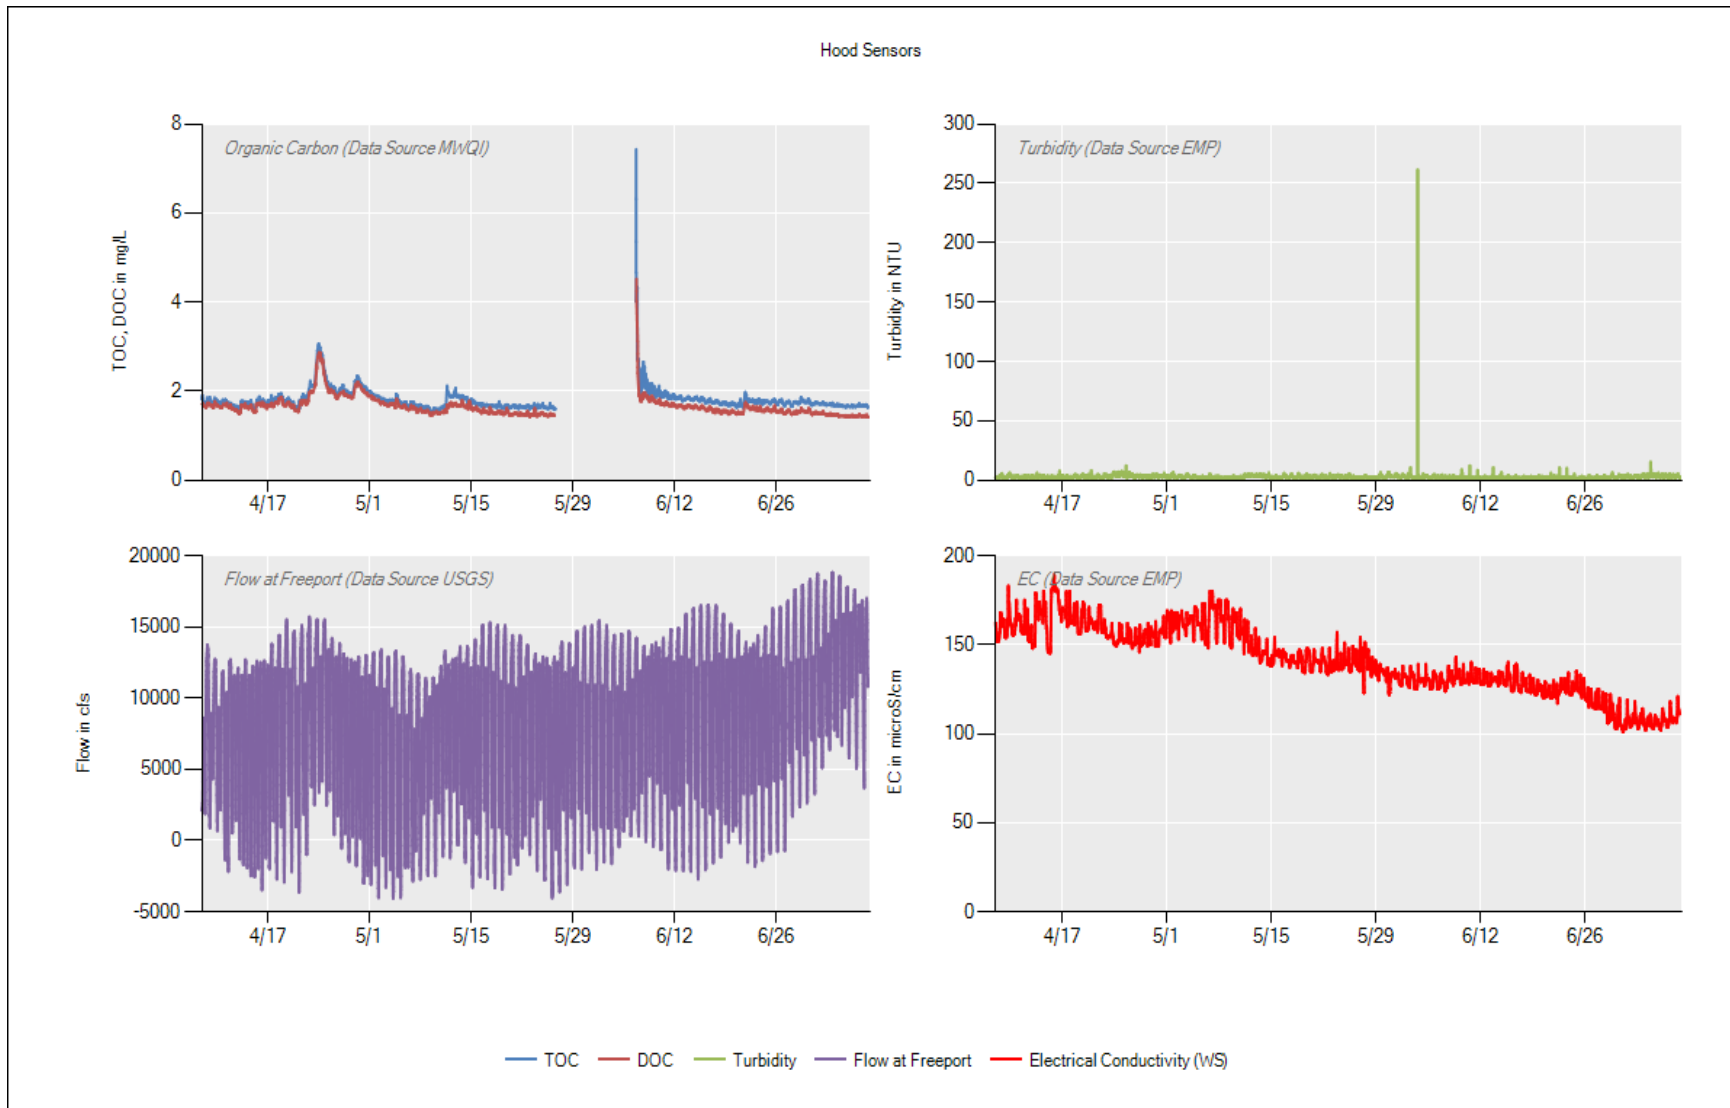 Hood Sensors
Organic Carbon (Data Source MWQI)
TOC, DOC in mg/L
8
6
4
2
0
4/17 5/1 5/15 5/29 6/12 6/26
Turbidity (Data Source EMP)
Turbidity in NTU
300
250
200
150
100
50
0
4/17 5/1 5/15 5/29 6/12 6/26
Flow at Freeport (Data Source USGS)
Flow in cfs
20000
15000
10000
5000
0
-5000
4/17 5/1 5/15 5/29 6/12 6/26
EC (Data Source EMP)
EC in microS/cm
200
150
100
50
0
4/17 5/1 5/15 5/29 6/12 6/26
TOC DOC Turbidity Flow at Freeport Electrical Conductivity (WS)